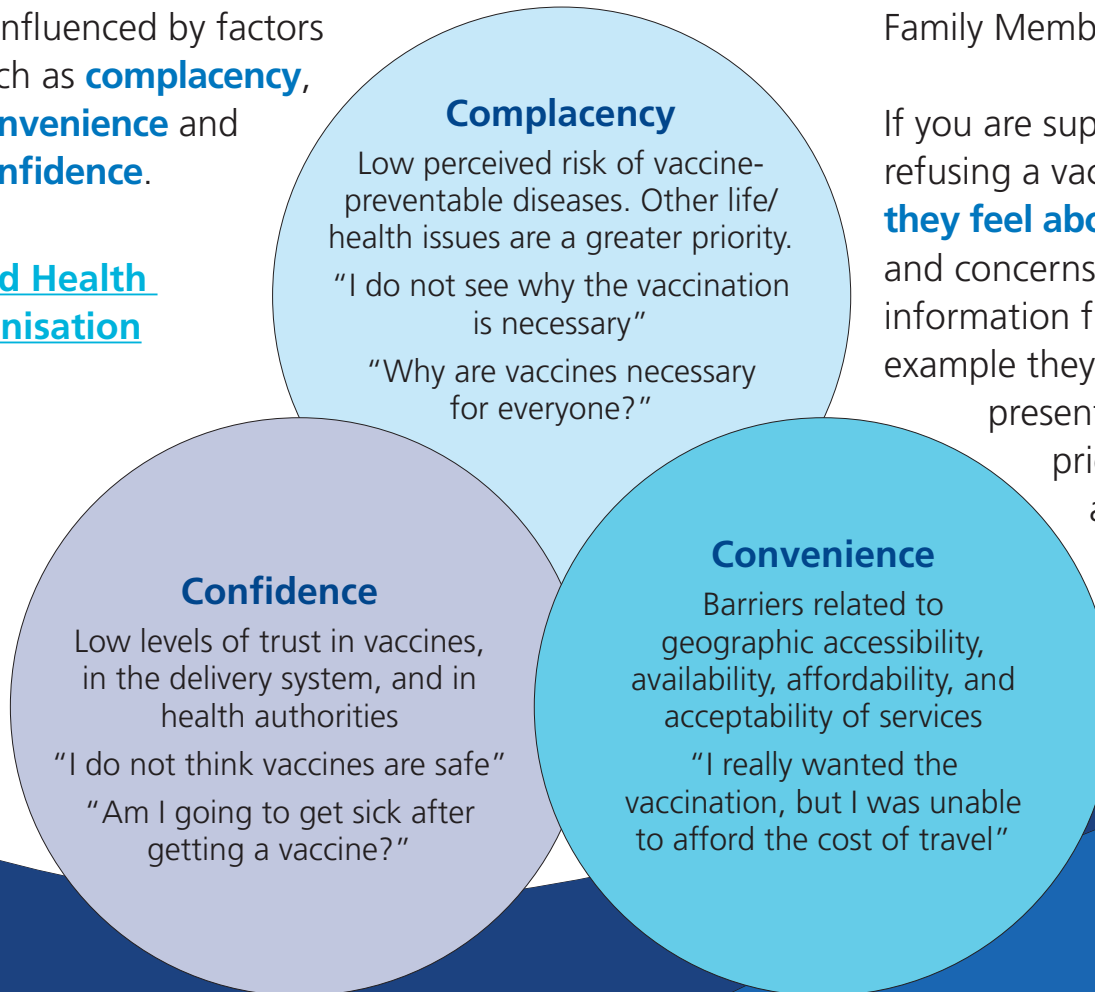 nfluenced by factors
ch as complacency,
nvenience and
nfidence.
d Health
nisation
Complacency
Low perceived risk of vaccine-
preventable diseases. Other life/
health issues are a greater priority.
“I do not see why the vaccination
is necessary”
“Why are vaccines necessary
for everyone?”
Confidence
Low levels of trust in vaccines,
in the delivery system, and in
health authorities
“I do not think vaccines are safe”
“Am I going to get sick after
getting a vaccine?”
Convenience
Barriers related to
geographic accessibility,
availability, affordability, and
acceptability of services
“I really wanted the
vaccination, but I was unable
to afford the cost of travel”
Family Memb
If you are sup
refusing a vac
they feel abo
and concerns
information f
example they
present
pri
a